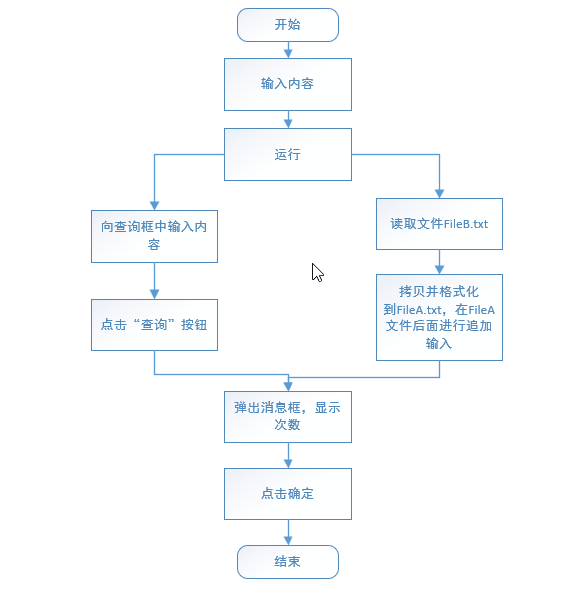 开始
输入内容
运行
向查询框中输入内
容
点击“查询”按钮
读取文件FileB.txt
拷贝并格式化
到FileA.txt，在FileA
文件后面进行追加
输入
弹出消息框，显示
次数
点击确定
结束